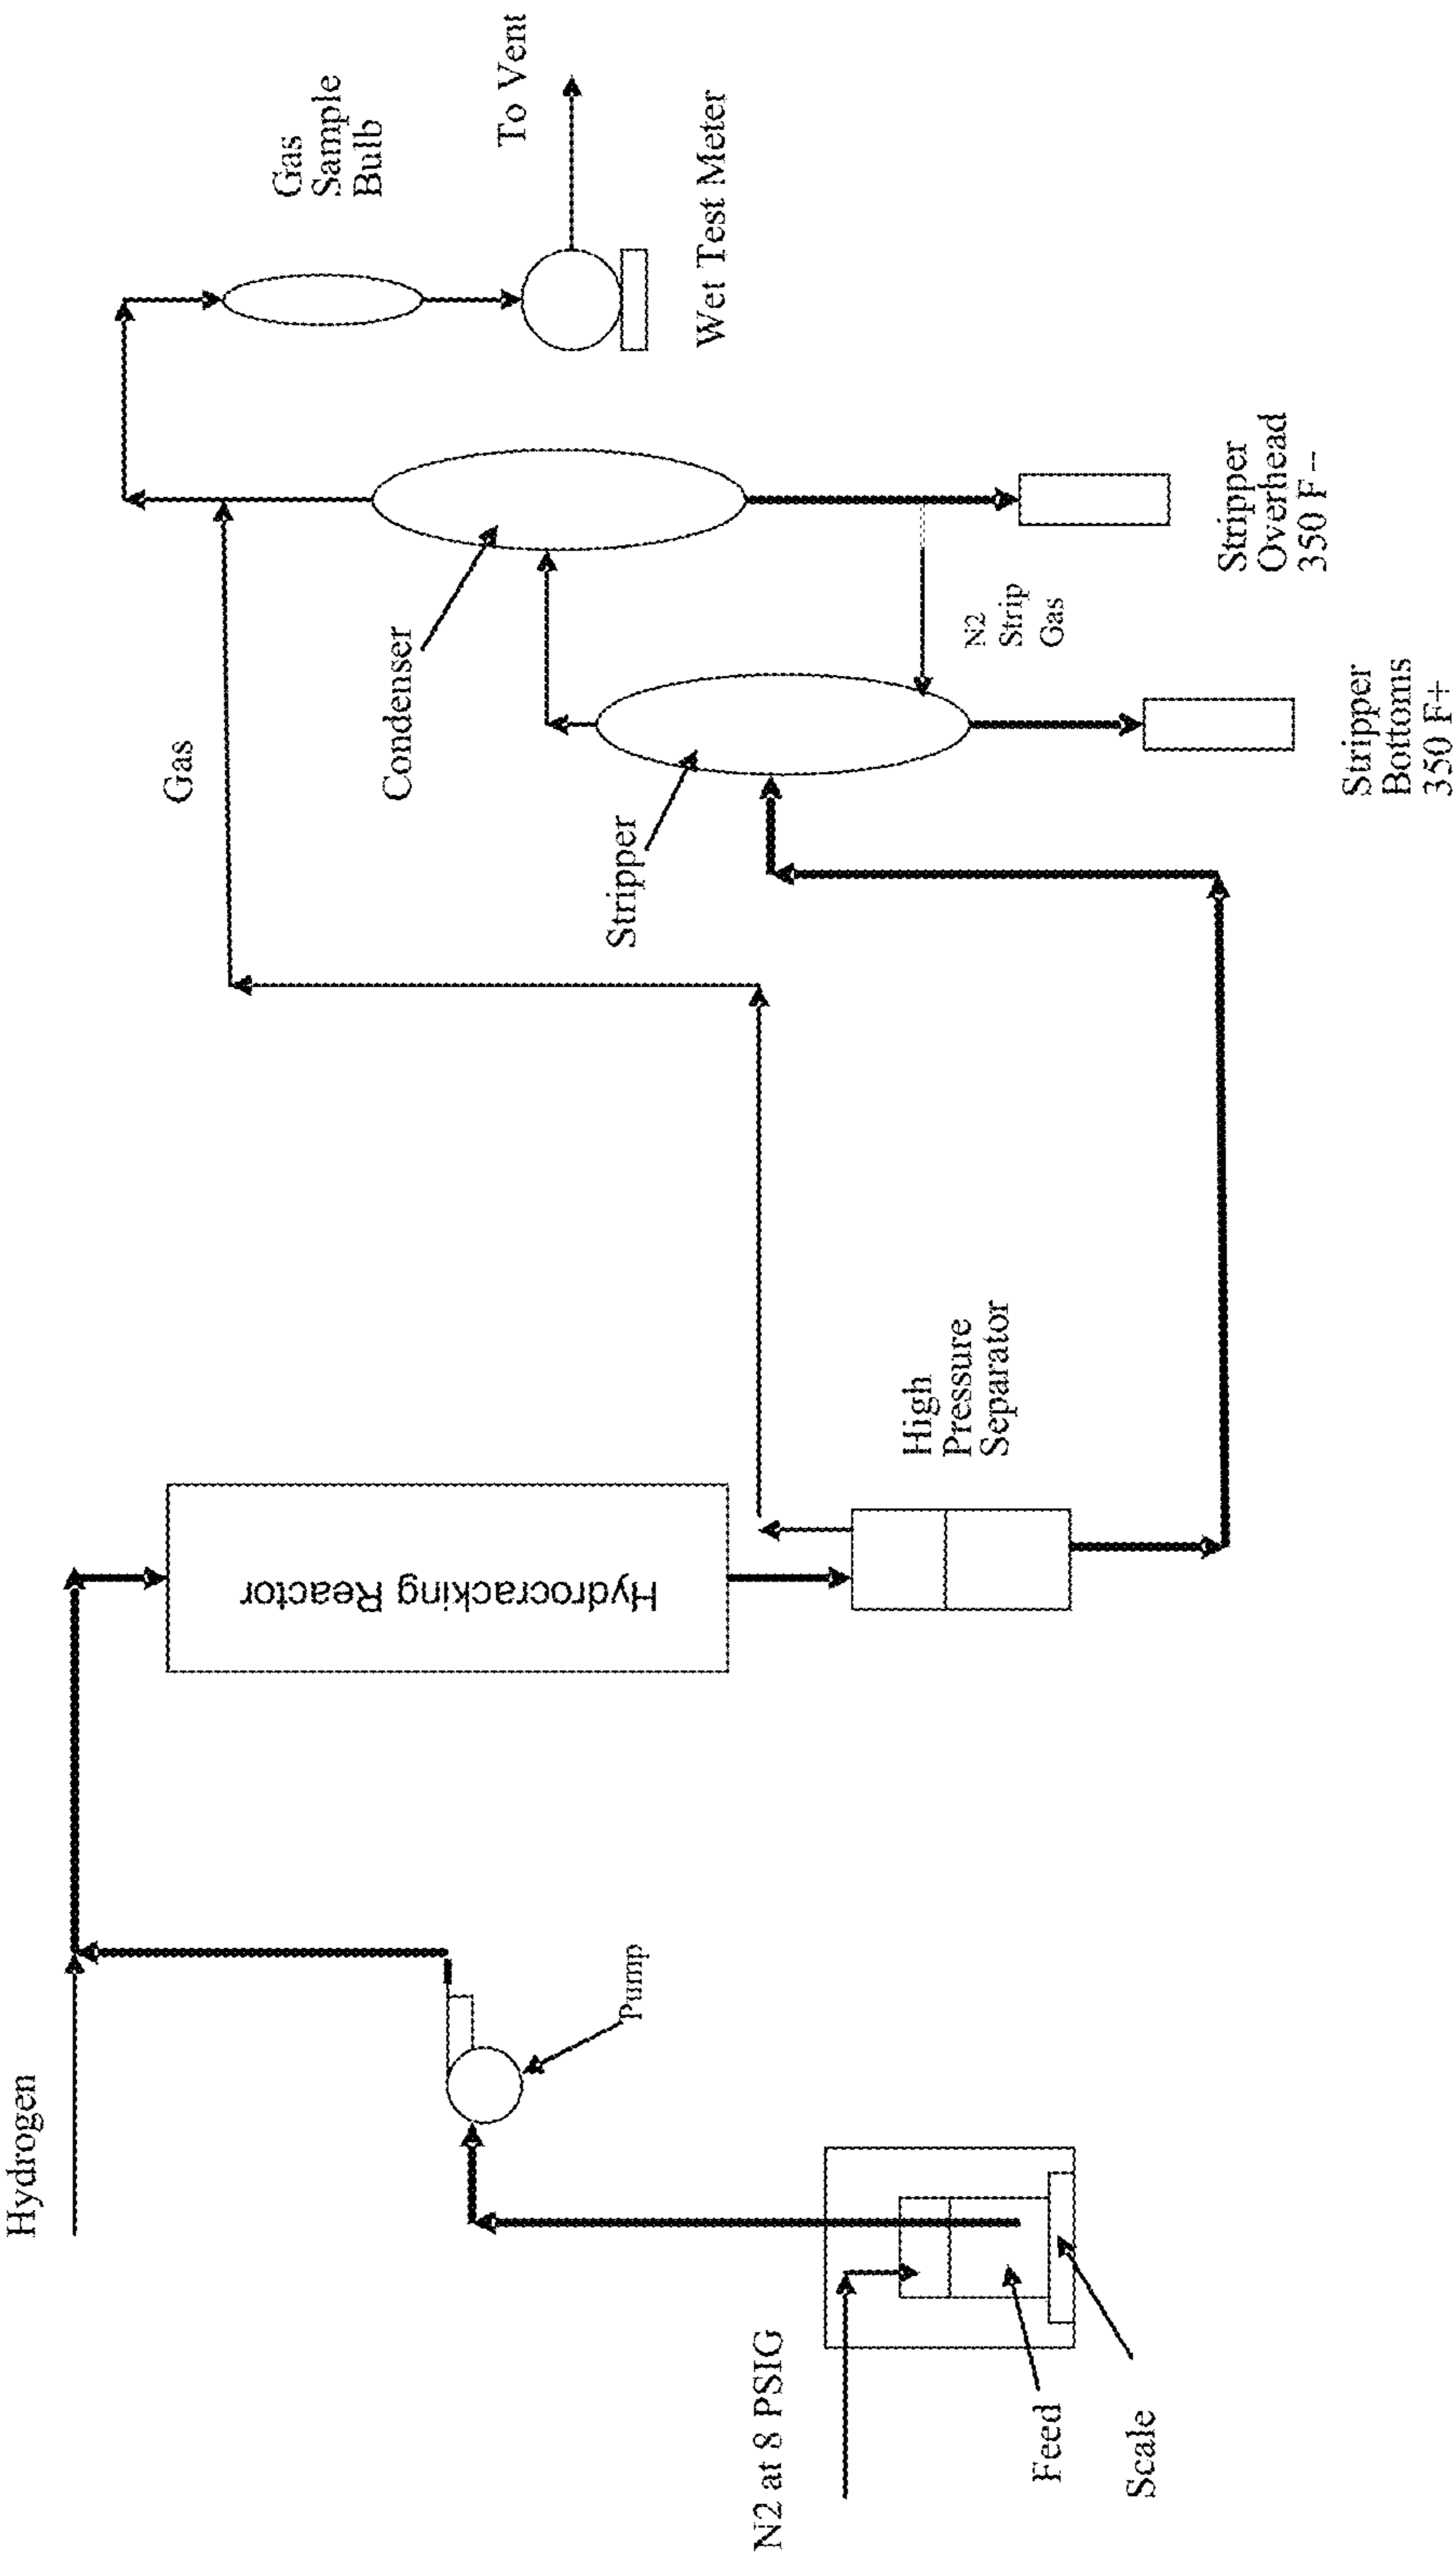 Hydrogen
N2 at 8 PSIG
Feed
Scale
Pump
Hydrocracking Reactor
High
Pressure
Separator
Gas
Stripper
Condenser
N2
Strip
Gas
Stripper
Bottoms
350 F+
Stripper
Overhead
350 F−
Gas
Sample
Bulb
To Vent
Wet Test Meter